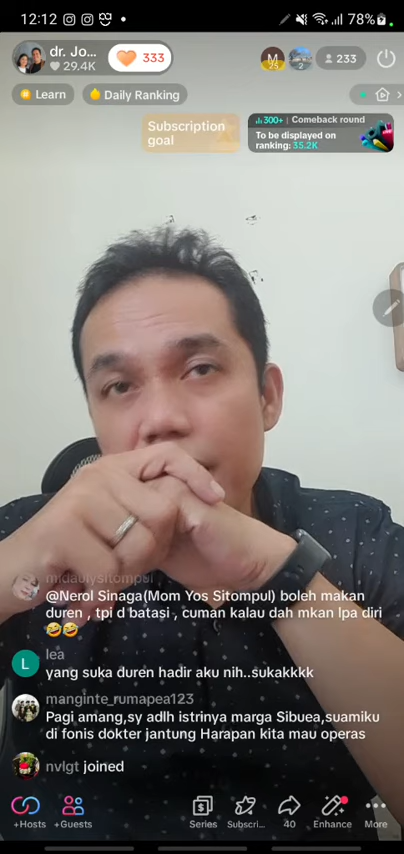 12:12
78%
dr. Jo...
29.4K
333
M
25
2
233
Learn
Daily Ranking
Subscription goal
300+ | Comeback round
To be displayed on
ranking: 35.2K
midaulysitompul
@Nerol Sinaga(Mom Yos Sitompul) boleh makan
duren , tpi d batasi , cuman kalau dah mkan lpa diri
🤣🤣
L
lea
yang suka duren hadir aku nih..sukakkkk
manginte_rumapea123
Pagi amang,sy adlh istrinya marga Sibuea,suamiku
di fonis dokter jantung Harapan kita mau operas
nvlgt joined
+Hosts
+Guests
Series
Subscri...
40
Enhance
More